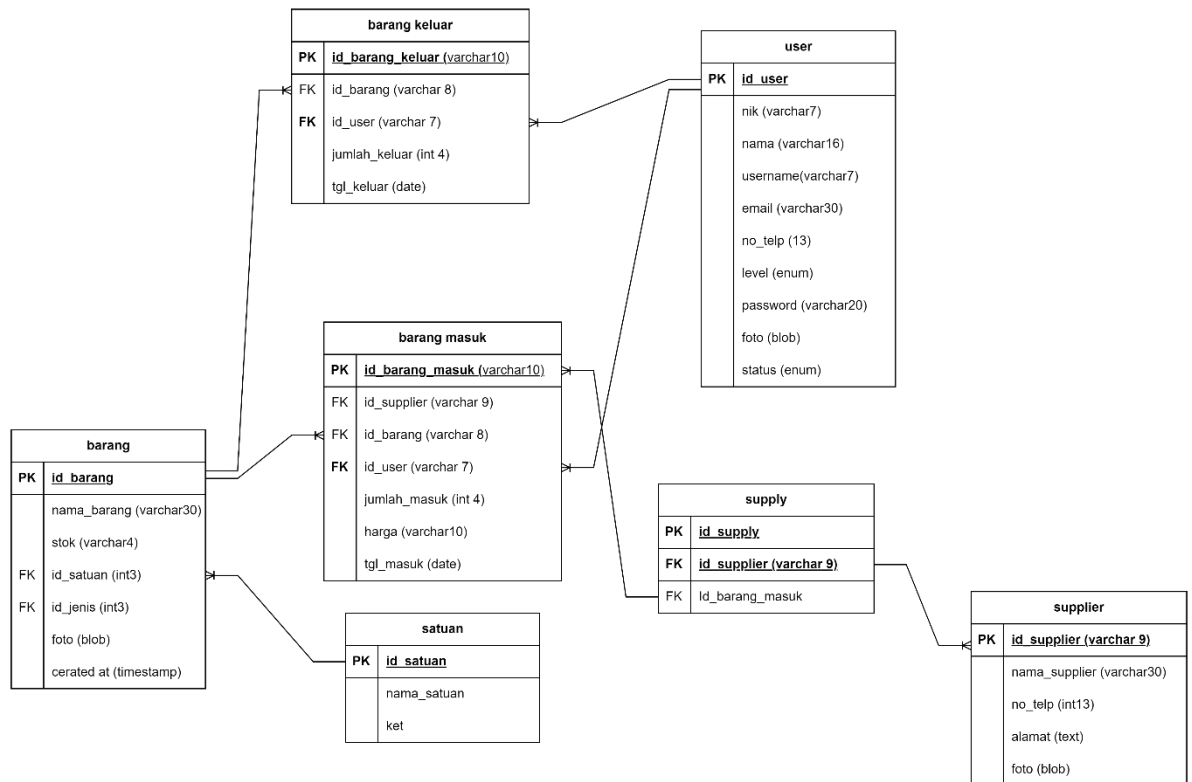 barang keluar
PK id_barang_keluar (varchar10)
FK id_barang (varchar 8)
FK id_user (varchar 7)
jumlah_keluar (int 4)
tgl_keluar (date)
user
PK id_user
nik (varchar7)
nama (varchar16)
username(varchar7)
email (varchar30)
no_telp (13)
level (enum)
password (varchar20)
foto (blob)
status (enum)
barang masuk
PK id_barang_masuk (varchar10)
FK id_supplier (varchar 9)
FK id_barang (varchar 8)
FK id_user (varchar 7)
jumlah_masuk (int 4)
harga (varchar10)
tgl_masuk (date)
barang
PK id_barang
nama_barang (varchar30)
stok (varchar4)
FK id_satuan (int3)
FK id_jenis (int3)
foto (blob)
cerated at (timestamp)
supply
PK id_supply
FK id_supplier (varchar 9)
FK Id_barang_masuk
satuan
PK id_satuan
nama_satuan
ket
supplier
PK id_supplier (varchar 9)
nama_supplier (varchar30)
no_telp (int13)
alamat (text)
foto (blob)